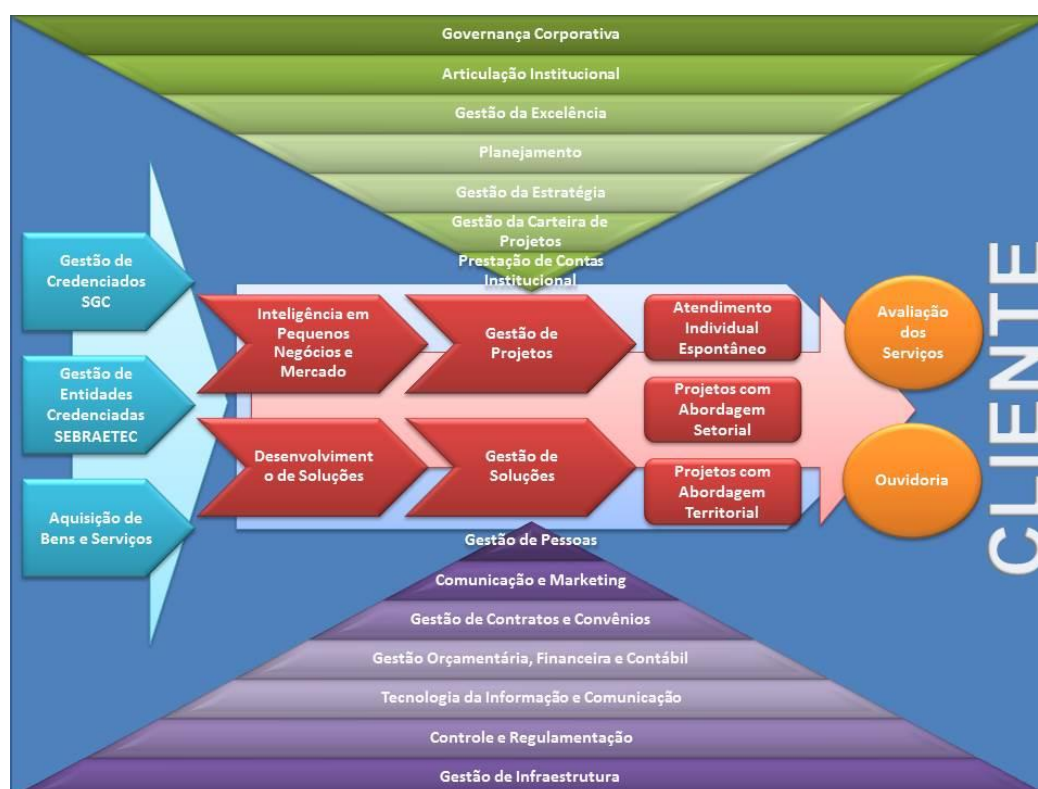 Governança Corporativa
Articulação Institucional
Gestão da Excelência
Planejamento
Gestão da Estratégia
Gestão da Carteira de
Projetos
Prestação de Contas
Institucional
Gestão de
Credenciados
SGC
Gestão de
Entidades
Credenciadas
SEBRAETEC
Aquisição de
Bens e Serviços
Inteligência em
Pequenos
Negócios e
Mercado
Gestão de
Projetos
Desenvolviment
o de Soluções
Gestão de
Soluções
Atendimento
Individual
Espontâneo
Projetos com
Abordagem
Setorial
Projetos com
Abordagem
Territorial
Avaliação
dos
Serviços
Ouvidoria
CLIENTE
Gestão de Pessoas
Comunicação e Marketing
Gestão de Contratos e Convênios
Gestão Orçamentária, Financeira e Contábil
Tecnologia da Informação e Comunicação
Controle e Regulamentação
Gestão de Infraestrutura